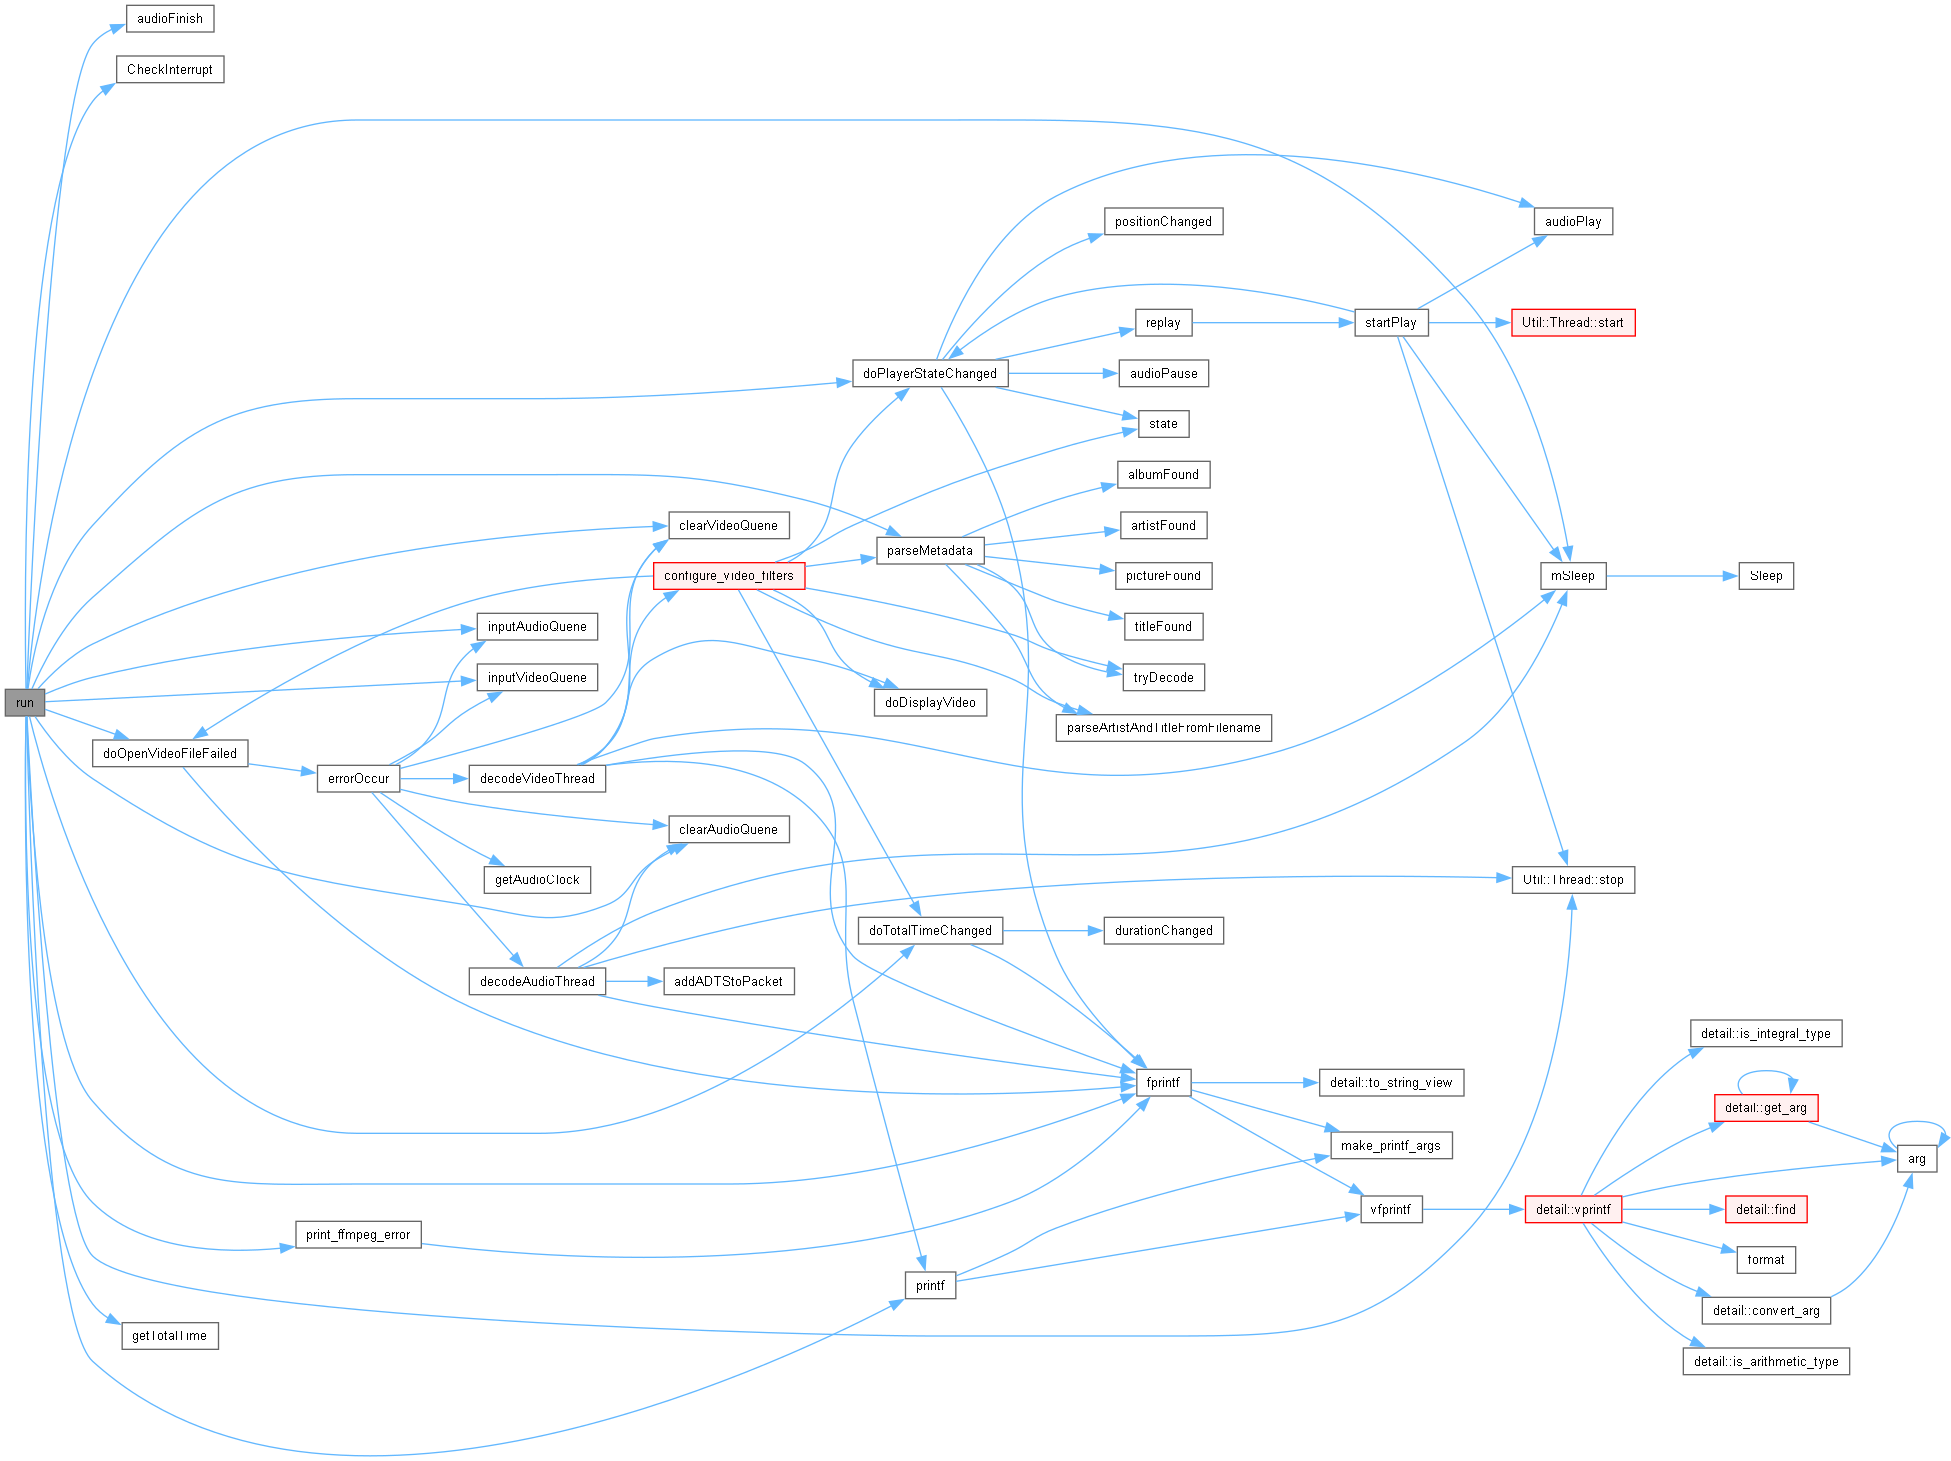 audioFinish
CheckInterrupt
positionChanged
audioPlay
replay
startPlay
Util::Thread::start
doPlayerStateChanged
audioPause
state
albumFound
clearVideoQuene
artistFound
parseMetadata
configure_video_filters
pictureFound
mSleep
Sleep
inputAudioQuene
titleFound
inputVideoQuene
tryDecode
run
doDisplayVideo
parseArtistAndTitleFromFilename
doOpenVideoFileFailed
errorOccur
decodeVideoThread
clearAudioQuene
getAudioClock
Util::Thread::stop
doTotalTimeChanged
durationChanged
decodeAudioThread
addADTStoPacket
detail::is_integral_type
fprintf
detail::to_string_view
detail::get_arg
make_printf_args
arg
vfprintf
detail::vprintf
detail::find
print_ffmpeg_error
format
printf
detail::convert_arg
getTotalTime
detail::is_arithmetic_type